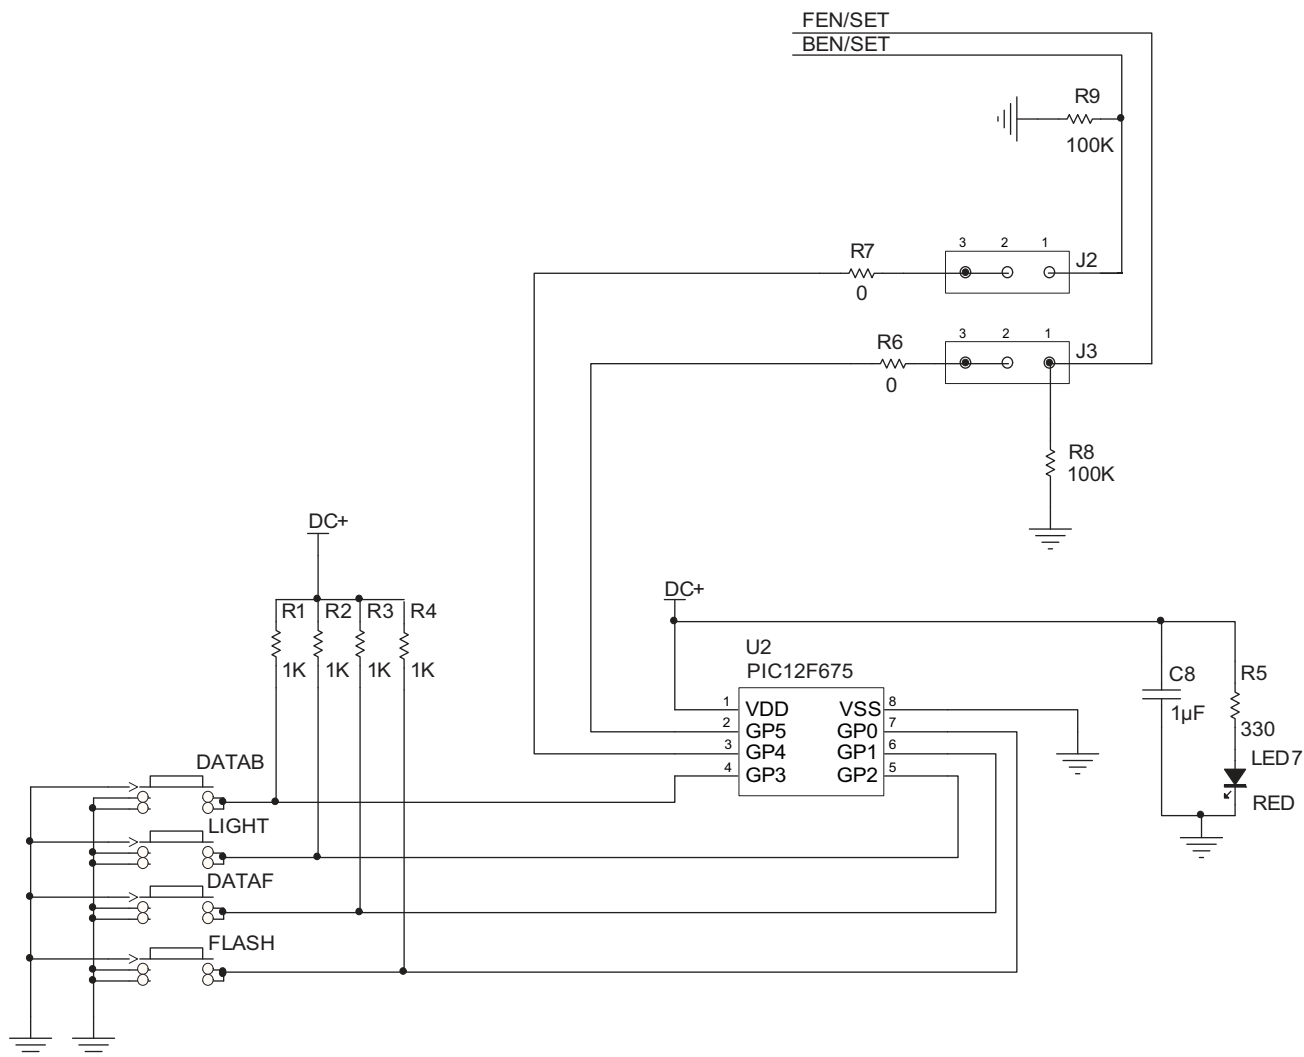 FEN/SET
BEN/SET
R9
100K
R7
0
3 2 1
J2
R6
0
3 2 1
J3
R8
100K
DC+
R1 R2 R3 R4
1K 1K 1K 1K
DC+
U2
PIC12F675
1 VDD VSS 8
2 GP5 GP0 7
3 GP4 GP1 6
4 GP3 GP2 5
C8
1µF
R5
330
LED7
RED
DATAB
LIGHT
DATAF
FLASH